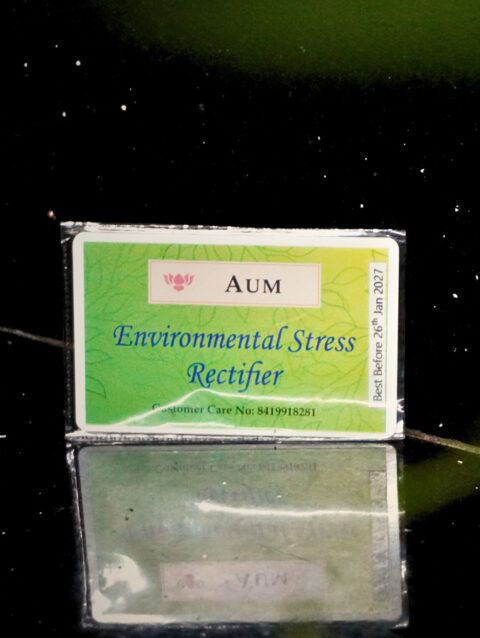 AUM
Environmental Stress
Rectifier
Customer Care No: 8419918281
Best Before 26th Jan 2027